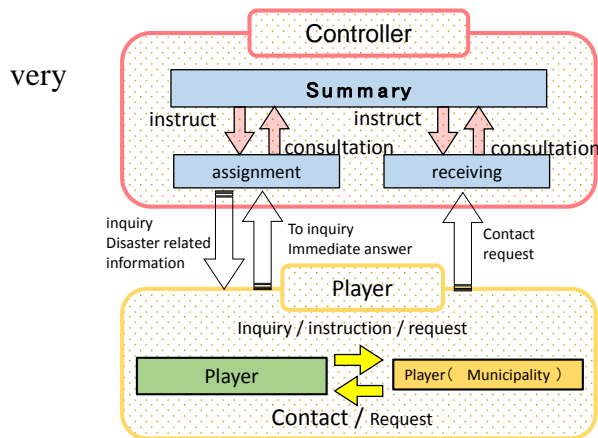 Controller
very
Summary
instruct
instruct
consultation
consultation
assignment
receiving
inquiry
Disaster related
information
To inquiry
Immediate answer
Contact
request
Player
Inquiry / instruction / request
Player
Player( Municipality )
Contact / Request